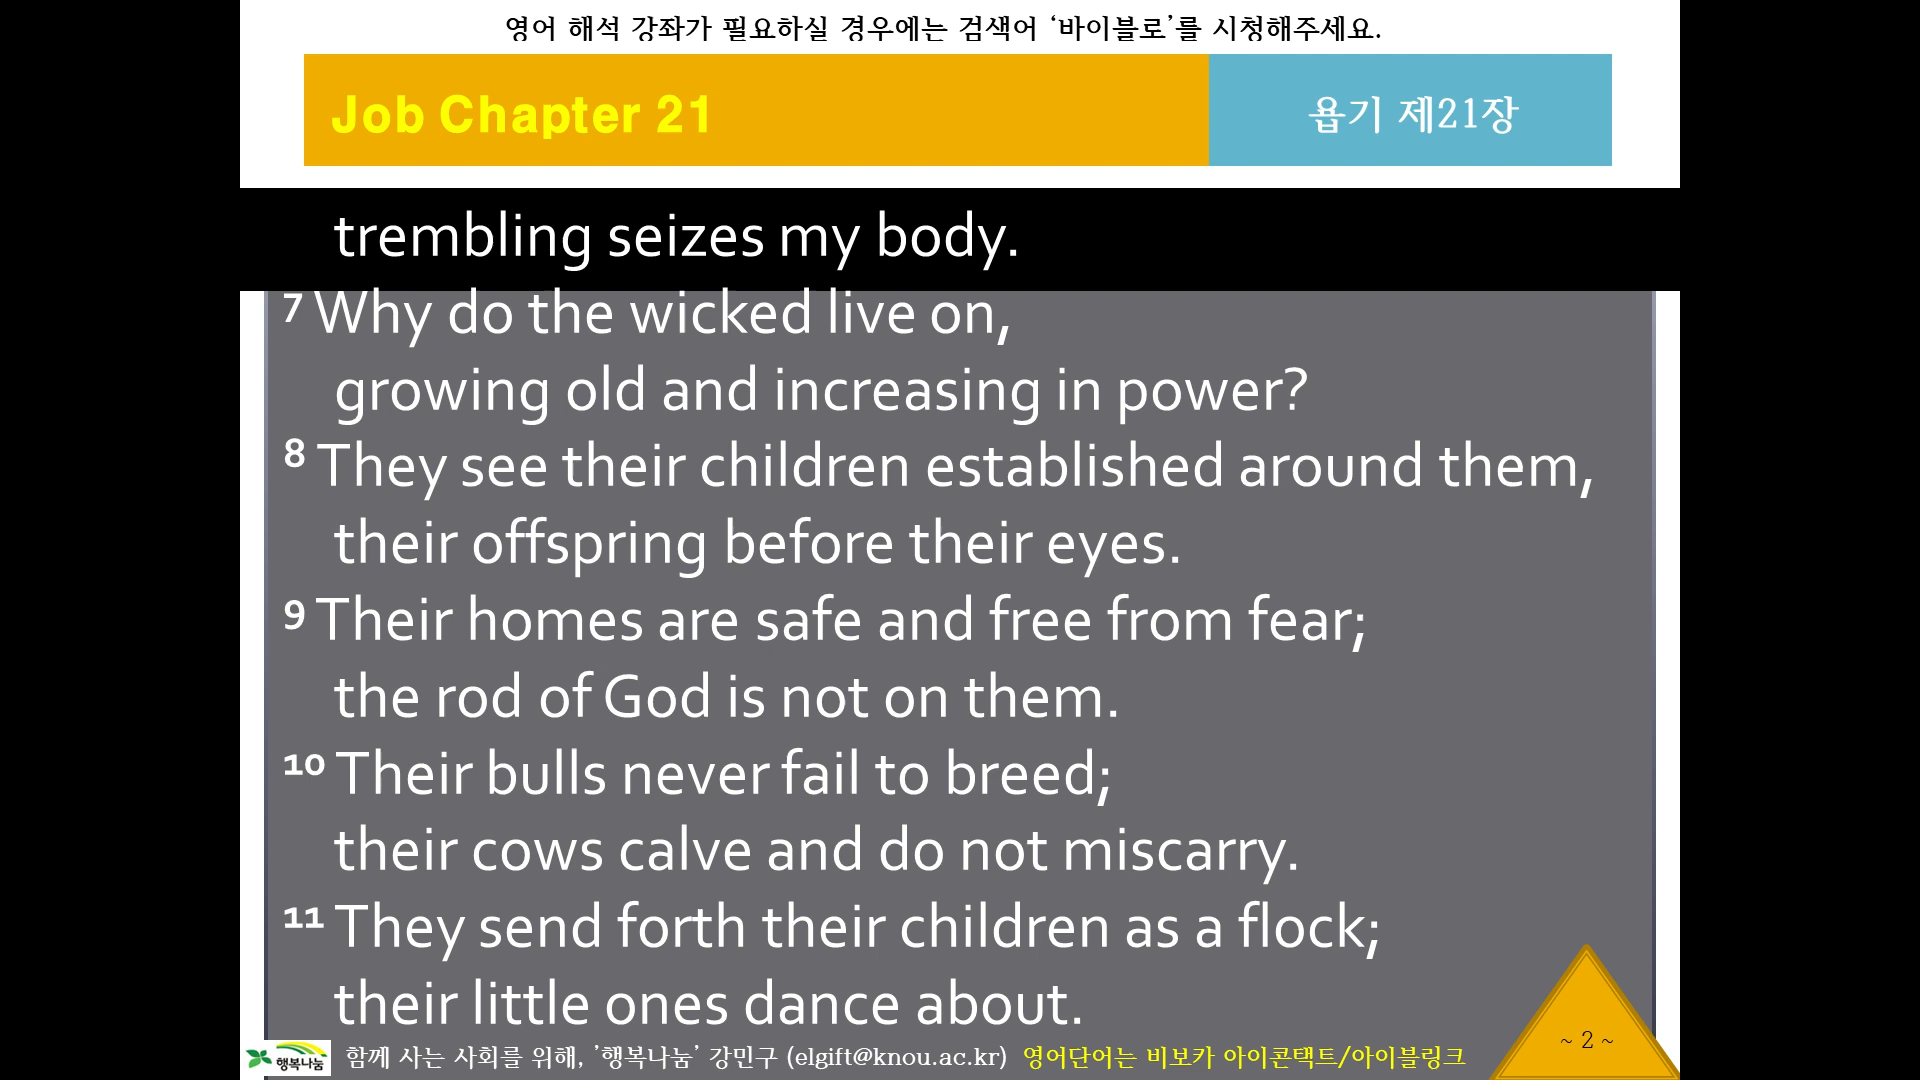 영어 해석 강좌가 필요하실 경우에는 검색어 ‘바이블로’를 시청해주세요.
Job Chapter 21
욥기 제21장
trembling seizes my body.
7 Why do the wicked live on,
growing old and increasing in power?
8 They see their children established around them,
their offspring before their eyes.
9 Their homes are safe and free from fear;
the rod of God is not on them.
10 Their bulls never fail to breed;
their cows calve and do not miscarry.
11 They send forth their children as a flock;
their little ones dance about.
~ 2 ~
행복나눔
함께 사는 사회를 위해, ’행복나눔’ 강민구 (elgift@knou.ac.kr) 영어단어는 비보카 아이콘택트/아이블링크